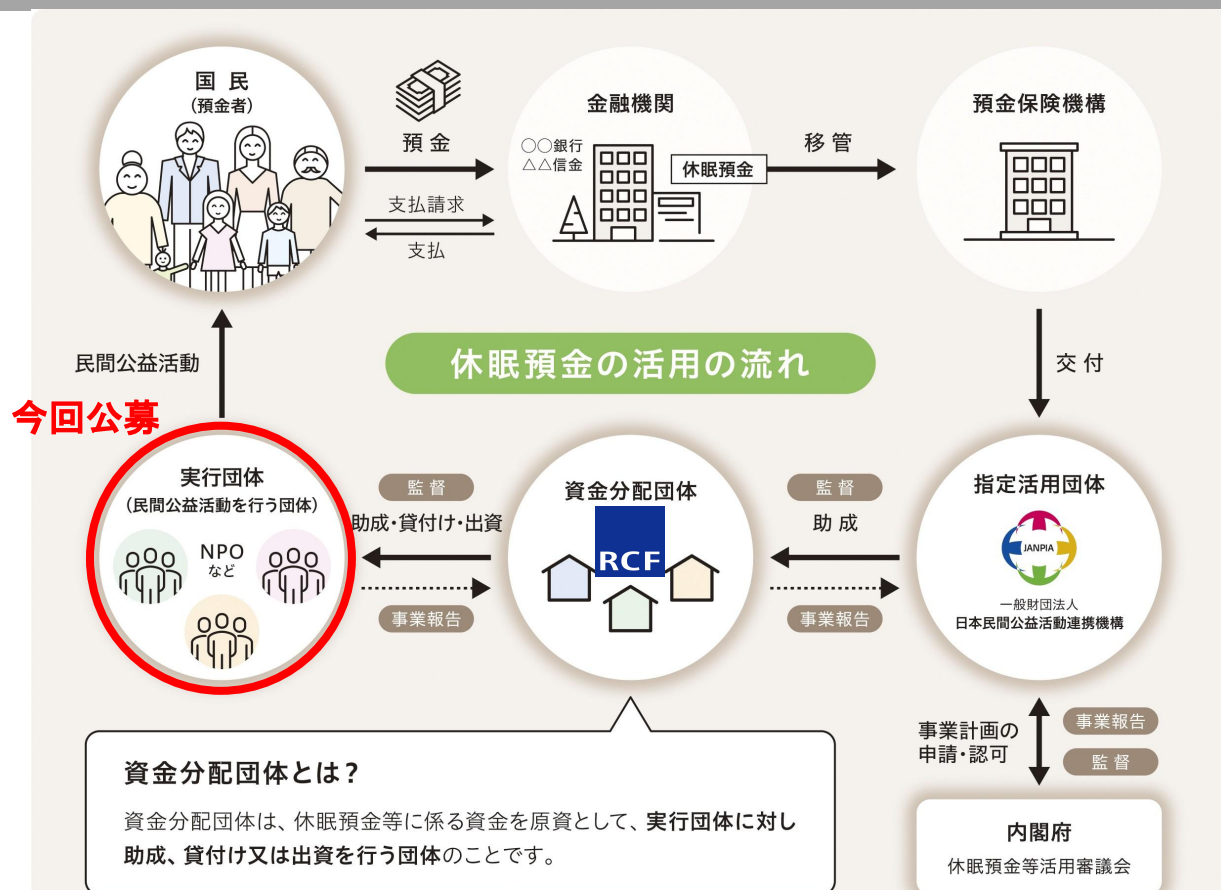 国 民
(預金者)
預 金
支払請求
支払
金融機関
○○銀行
△△信金
休眠預金
移 管
預金保険機構
民間公益活動
休眠預金の活用の流れ
交 付
今回公募
実行団体
(民間公益活動を行う団体)
NPO
など
監 督
助成・貸付け・出資
事業報告
資金分配団体
RCF
監 督
助 成
事業報告
指定活用団体
JANPIA
一般財団法人
日本民間公益活動連携機構
事業計画の
申請・認可
事業報告
監 督
資金分配団体とは？
資金分配団体は、休眠預金等に係る資金を原資として、実行団体に対し
助成、貸付け又は出資を行う団体のことです。
内閣府
休眠預金等活用審議会